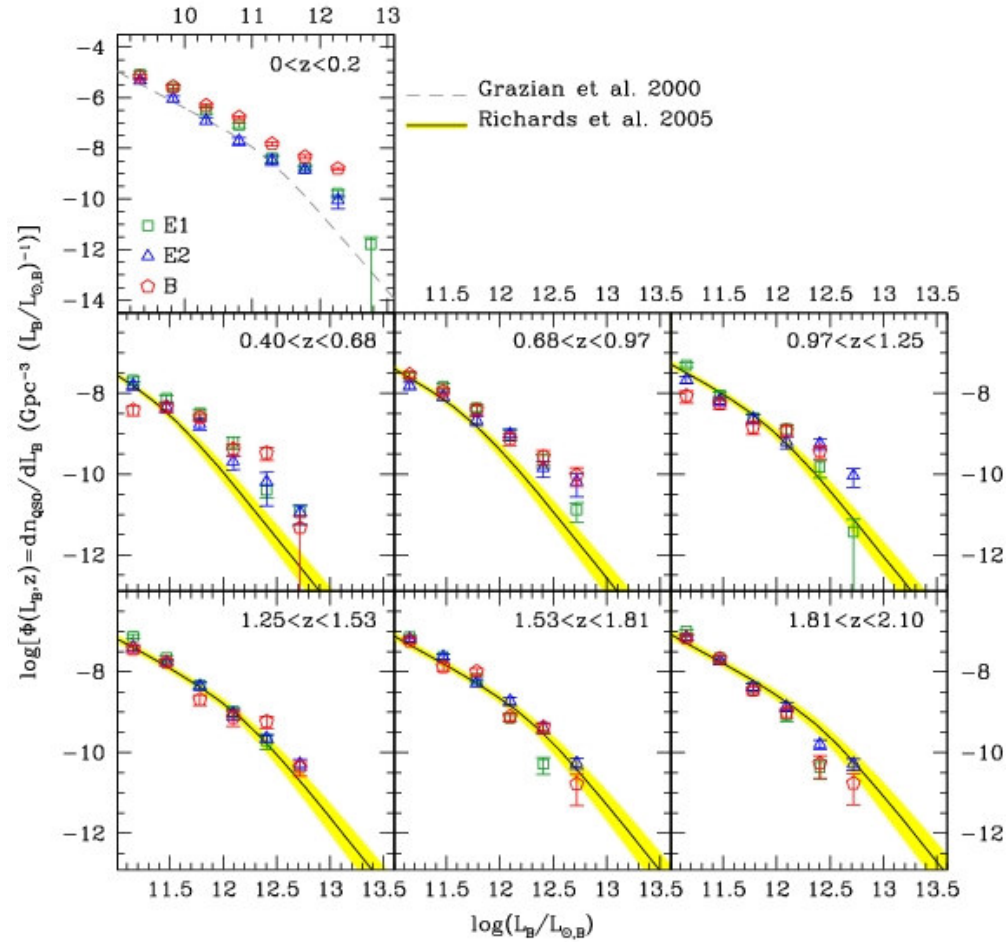 10 11 12 13
-4
-6
-8
-10
-12
-14
0<z<0.2
E1
E2
B
Grazian et al. 2000
Richards et al. 2005
11.5 12 12.5 13 13.5
11.5 12 12.5 13 13.5
log[Φ(L_B,z)=dn_QSO/dL_B (Gpc⁻³ (L_B/L_⊙,B)⁻¹)]
-8
-10
-12
0.40<z<0.68
0.68<z<0.97
0.97<z<1.25
-8
-10
-12
-8
-10
-12
1.25<z<1.53
1.53<z<1.81
1.81<z<2.10
-8
-10
-12
11.5 12 12.5 13 13.5
11.5 12 12.5 13
11.5 12 12.5 13 13.5
log(L_B/L_⊙,B)